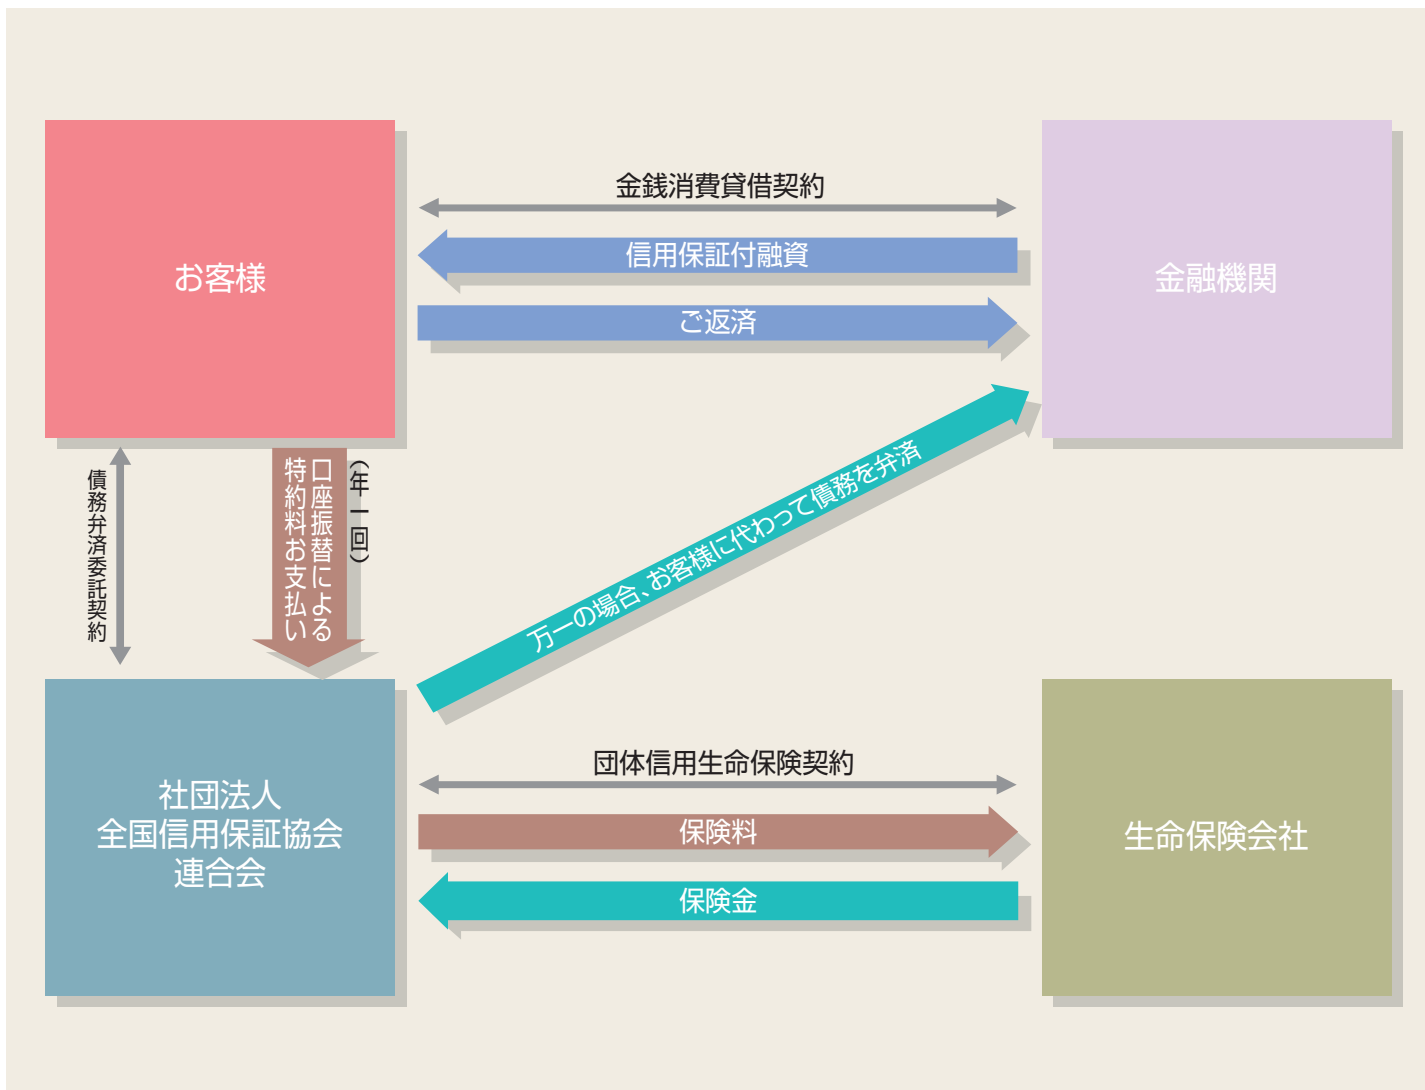 お客様
金銭消費貸借契約
信用保証付融資
ご返済
金融機関
債務弁済委託契約
口座振替による
特約料お支払い
（年一回）
万一の場合、お客様に代わって債務を弁済
社団法人
全国信用保証協会
連合会
団体信用生命保険契約
保険料
保険金
生命保険会社